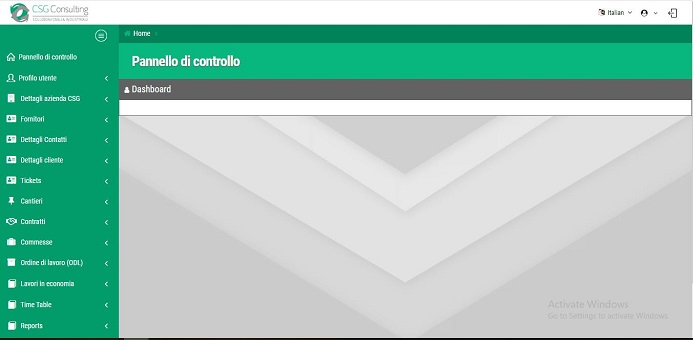 CSG Consulting
Italian
Home
Pannello di controllo
Dashboard
Pannello di controllo
Profilo utente
Dettagli azienda CSG
Fornitori
Dettagli Contatti
Dettagli cliente
Tickets
Cantieri
Contratti
Commesse
Ordine di lavoro (ODL)
Lavori in economia
Time Table
Reports
Activate Windows
Go to Settings to activate Windows.